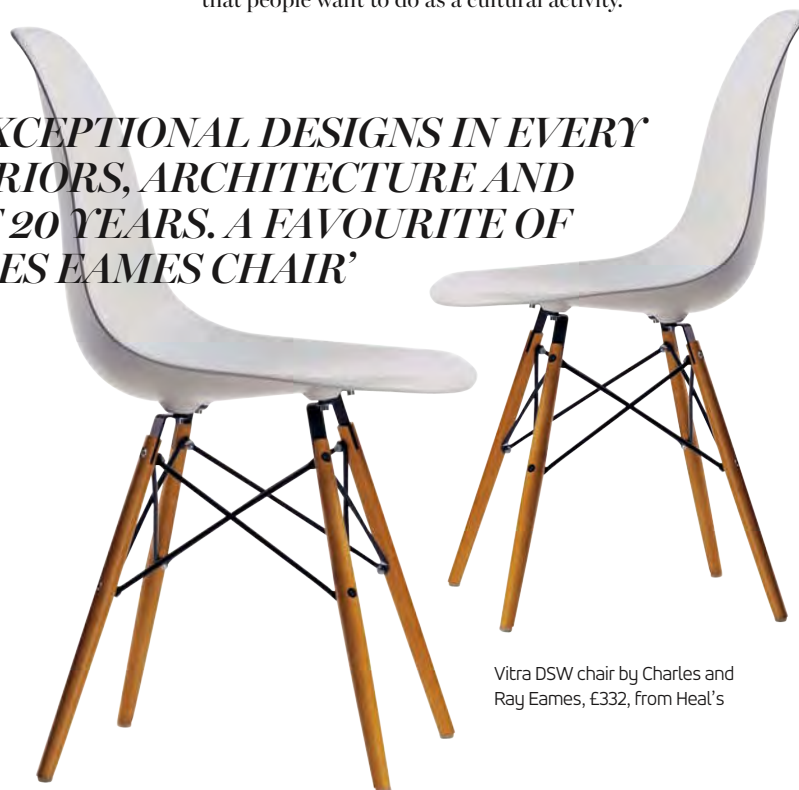 that people want to do as a cultural activity.
XCEPTIONAL DESIGNS IN EVERY
RIORS, ARCHITECTURE AND
20 YEARS. A FAVOURITE OF
ES EAMES CHAIR’
Vitra DSW chair by Charles and
Ray Eames, £332, from Heal’s